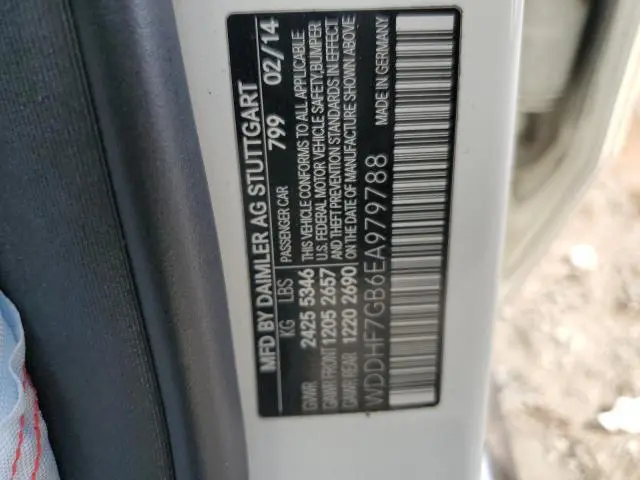 MFD BY DAIMLER AG STUTTGART
799 02/14
KG LBS PASSENGER CAR
GVWR 2425 5346
GAWR FRONT 1205 2657
GAWR REAR 1220 2690
THIS VEHICLE CONFORMS TO ALL APPLICABLE
U.S. FEDERAL MOTOR VEHICLE SAFETY,BUMPER
AND THEFT PREVENTION STANDARDS IN EFFECT
ON THE DATE OF MANUFACTURE SHOWN ABOVE
WDDHF7GB6EA979788
MADE IN GERMANY